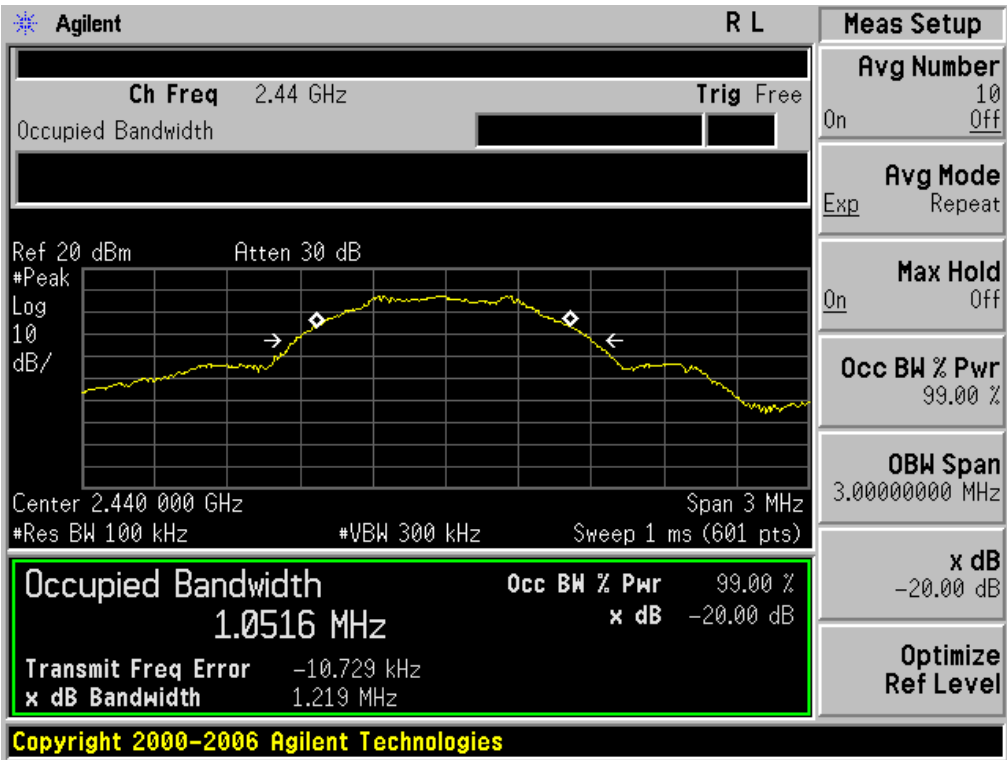 Agilent R L
Ch Freq 2.44 GHz Trig Free
Occupied Bandwidth
Ref 20 dBm Atten 30 dB
#Peak
Log
10
dB/
Center 2.440 000 GHz Span 3 MHz
#Res BW 100 kHz #VBW 300 kHz Sweep 1 ms (601 pts)
Occupied Bandwidth Occ BW % Pwr 99.00 %
1.0516 MHz x dB -20.00 dB
Transmit Freq Error -10.729 kHz
x dB Bandwidth 1.219 MHz
Copyright 2000-2006 Agilent Technologies
Meas Setup
Avg Number
10
On Off
Avg Mode
Exp Repeat
Max Hold
On Off
Occ BW % Pwr
99.00 %
OBW Span
3.00000000 MHz
x dB
-20.00 dB
Optimize
Ref Level